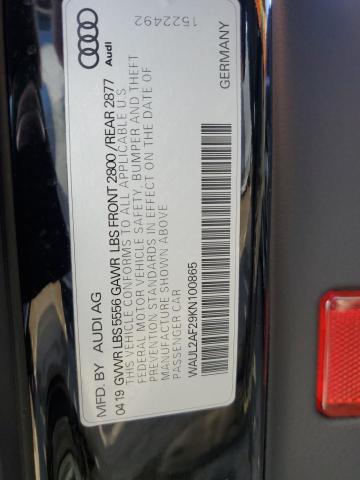 MFD. BY AUDI AG
0419 GVWR LBS 5556 GAWR LBS FRONT 2800 / REAR 2877
THIS VEHICLE CONFORMS TO ALL APPLICABLE U S
FEDERAL MOTOR VEHICLE SAFETY, BUMPER AND THEFT
PREVENTION STANDARDS IN EFFECT ON THE DATE OF
MANUFACTURE SHOWN ABOVE
PASSENGER CAR
WAUL2AF29KN100865
Audi
1522492
GERMANY